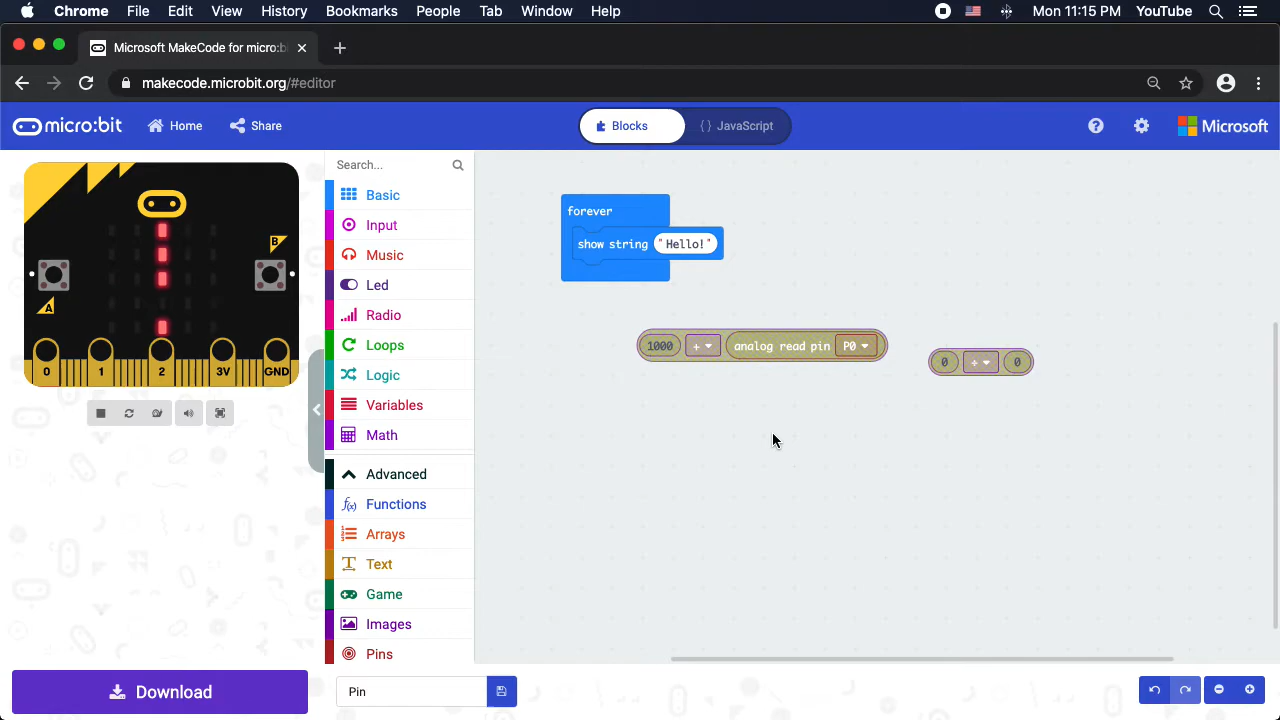 Chrome File Edit View History Bookmarks People Tab Window Help Mon 11:15 PM YouTube
Microsoft MakeCode for micro:b
makecode.microbit.org/#editor
micro:bit Home Share Blocks {} JavaScript Microsoft
Search...
Basic
Input
Music
Led
Radio
Loops
Logic
Variables
Math
Advanced
Functions
Arrays
Text
Game
Images
Pins
B
A
0 1 2 3V GND
forever
show string "Hello!"
1000 ÷ analog read pin P0
0 ÷ 0
Download
Pin